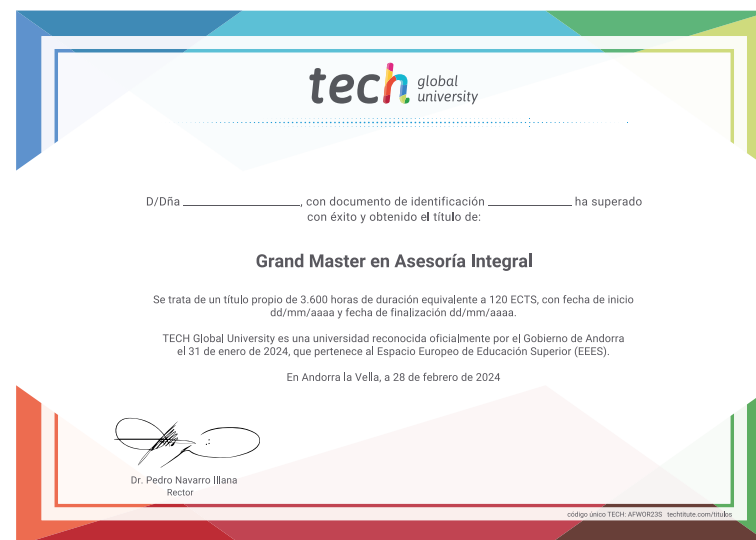 tech global
university
D/Dña ____________________, con documento de identificación ______________ ha superado
con éxito y obtenido el título de:
Grand Master en Asesoría Integral
Se trata de un título propio de 3.600 horas de duración equivalente a 120 ECTS, con fecha de inicio
dd/mm/aaaa y fecha de finalización dd/mm/aaaa.
TECH Global University es una universidad reconocida oficialmente por el Gobierno de Andorra
el 31 de enero de 2024, que pertenece al Espacio Europeo de Educación Superior (EEES).
En Andorra la Vella, a 28 de febrero de 2024
Dr. Pedro Navarro Illana
Rector
código único TECH: AFWOR23S techtitute.com/titulos